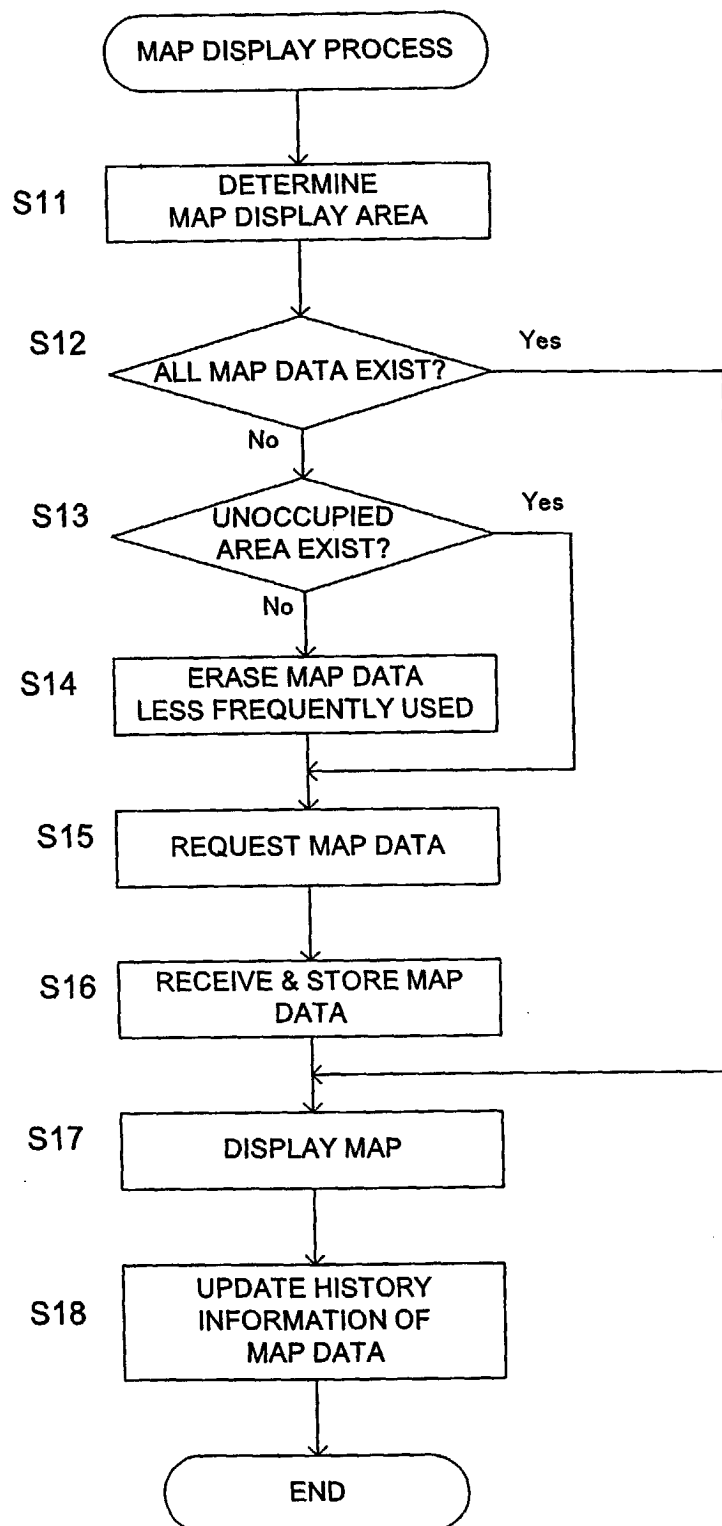 MAP DISPLAY PROCESS
S11
DETERMINE
MAP DISPLAY AREA
S12
Yes
ALL MAP DATA EXIST?
No
S13
Yes
UNOCCUPIED
AREA EXIST?
No
S14
ERASE MAP DATA
LESS FREQUENTLY USED
S15
REQUEST MAP DATA
S16
RECEIVE & STORE MAP
DATA
S17
DISPLAY MAP
S18
UPDATE HISTORY
INFORMATION OF
MAP DATA
END